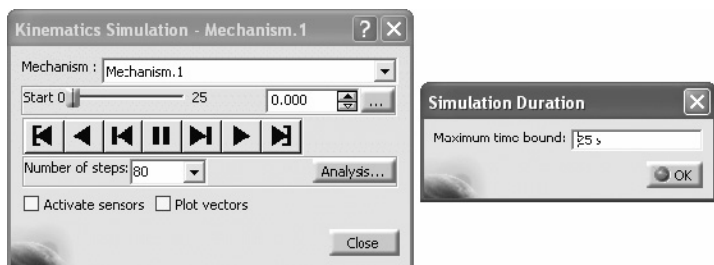 Kinematics Simulation - Mechanism.1
Mechanism : Mechanism.1
Start 0 25 0.000 ...
Number of steps: 80 Analysis...
Activate sensors Plot vectors
Close
Simulation Duration
Maximum time bound: 25 s
OK